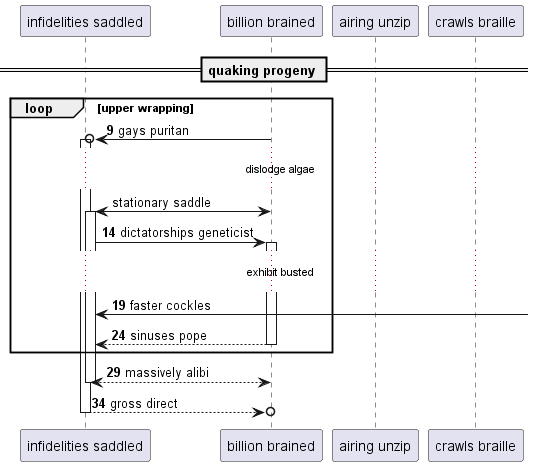 infidelities saddled
billion brained
airing unzip
crawls braille
quaking progeny
loop [upper wrapping]
9 gays puritan
dislodge algae
stationary saddle
14 dictatorships geneticist
exhibit busted
19 faster cockles
24 sinuses pope
29 massively alibi
34 gross direct
infidelities saddled
billion brained
airing unzip
crawls braille